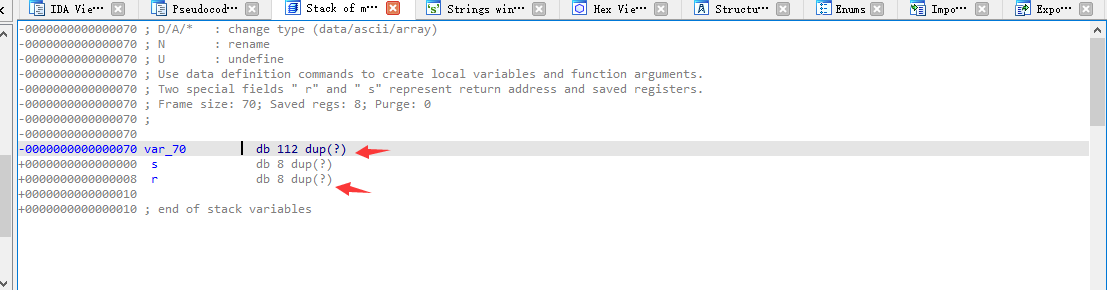 IDA Vie… Pseudocod… Stack of m… Strings win… Hex Vie… Structu… Enums Impo… Expo…
-0000000000000070 ; D/A/*   : change type (data/ascii/array)
-0000000000000070 ; N       : rename
-0000000000000070 ; U       : undefine
-0000000000000070 ; Use data definition commands to create local variables and function arguments.
-0000000000000070 ; Two special fields " r" and " s" represent return address and saved registers.
-0000000000000070 ; Frame size: 70; Saved regs: 8; Purge: 0
-0000000000000070 ;
-0000000000000070
-0000000000000070 var_70          db 112 dup(?)
+0000000000000000  s              db 8 dup(?)
+0000000000000008  r              db 8 dup(?)
+0000000000000010
+0000000000000010 ; end of stack variables